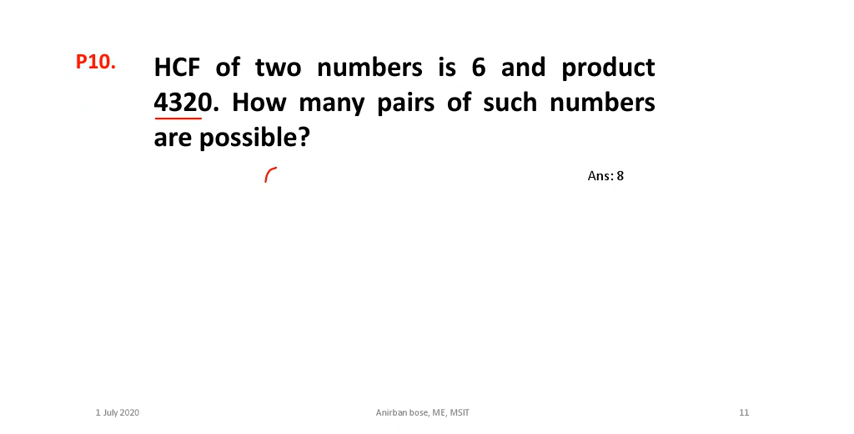 P10. HCF of two numbers is 6 and product
4320. How many pairs of such numbers
are possible?
Ans: 8
1 July 2020 Anirban bose, ME, MSIT 11